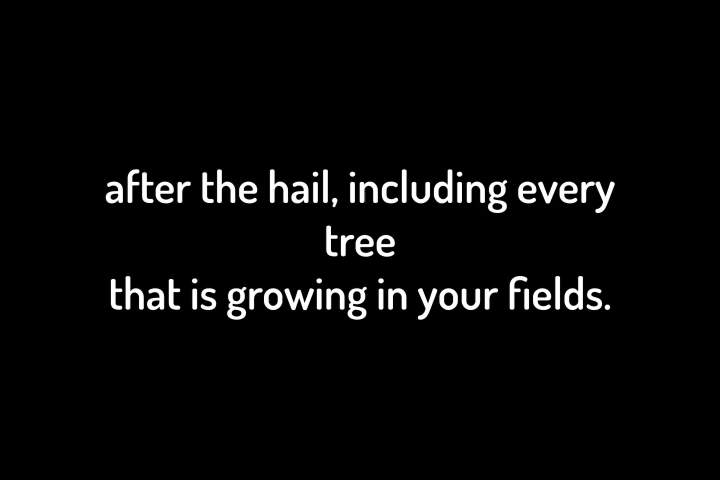 after the hail, including every
tree
that is growing in your fields.